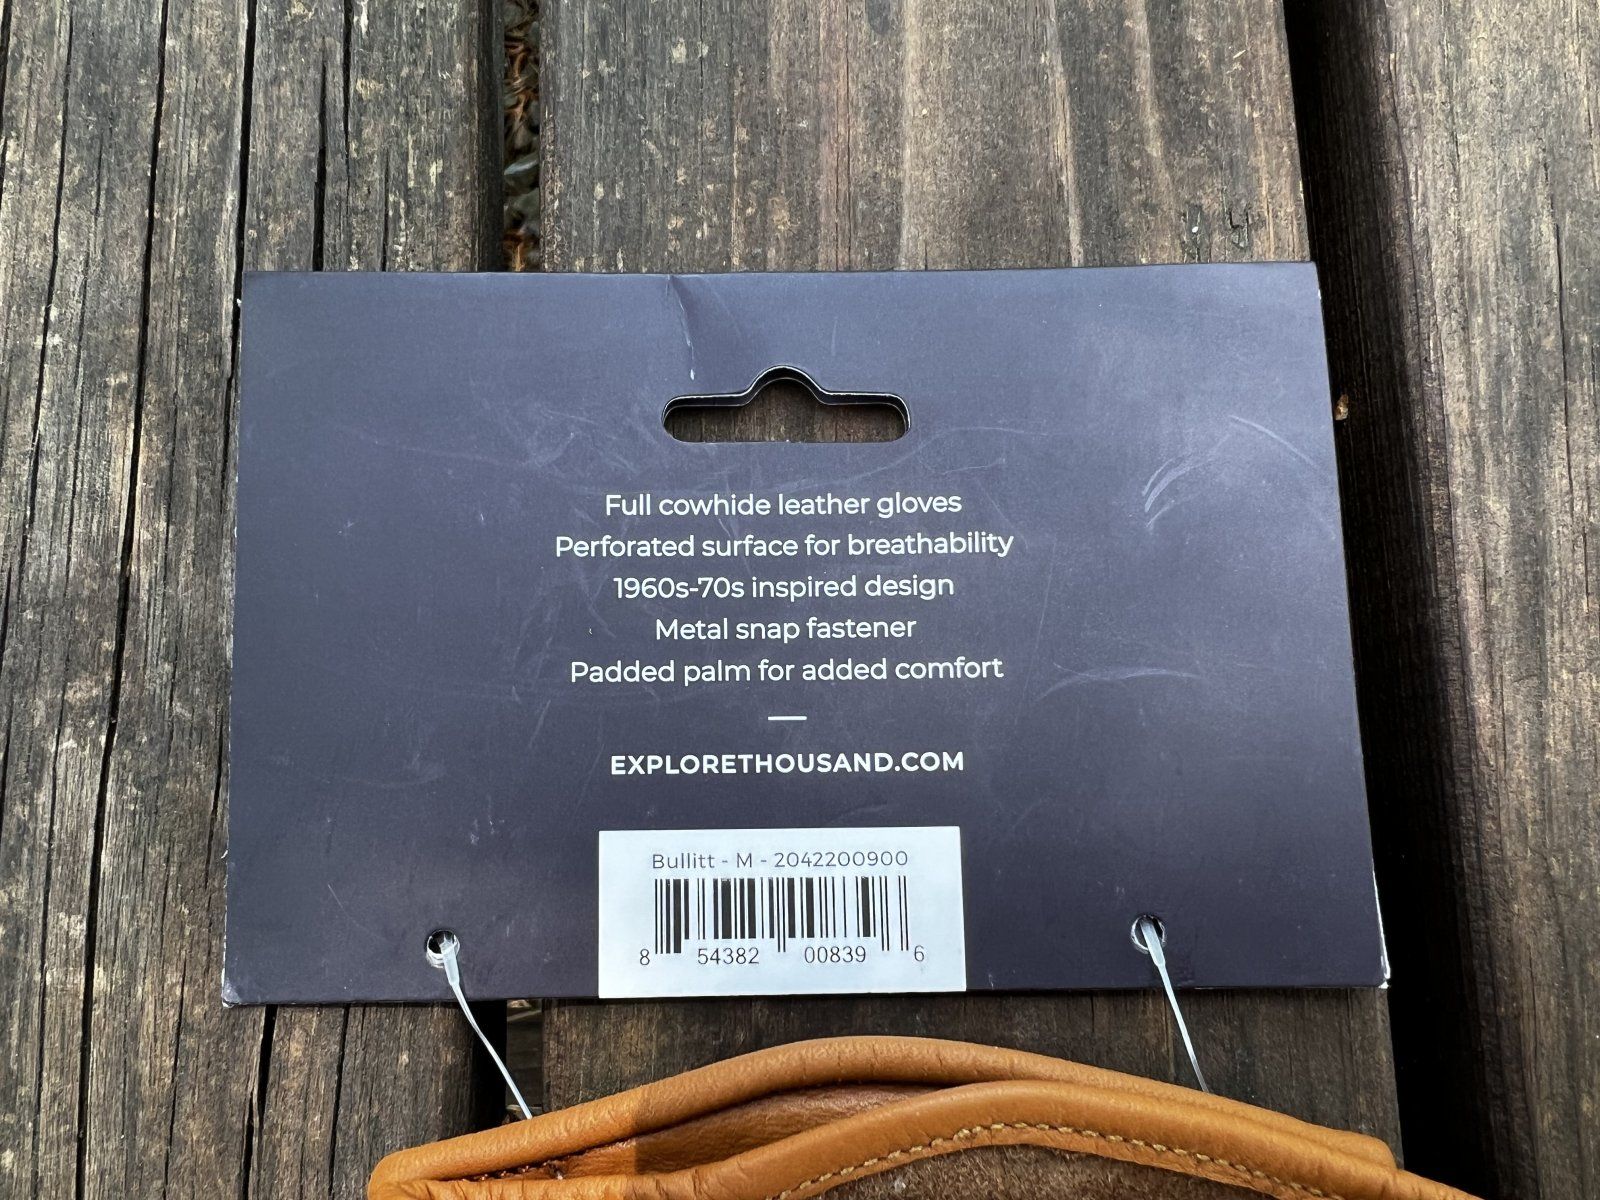 Full cowhide leather gloves
Perforated surface for breathability
1960s-70s inspired design
Metal snap fastener
Padded palm for added comfort
EXPLORETHOUSAND.COM
Bullitt - M - 2042200900
8 54382 00839 6